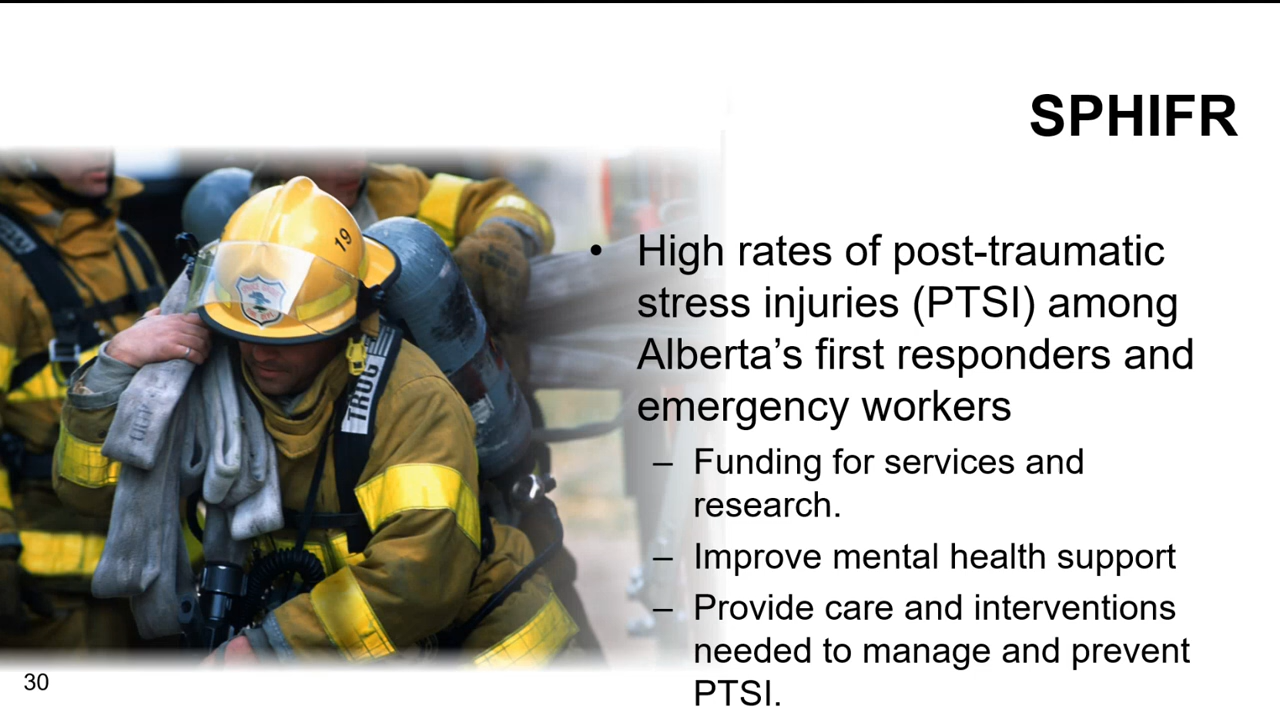 SPHIFR
19
• High rates of post-traumatic
stress injuries (PTSI) among
Alberta’s first responders and
emergency workers
– Funding for services and
research.
– Improve mental health support
– Provide care and interventions
needed to manage and prevent
PTSI.
30